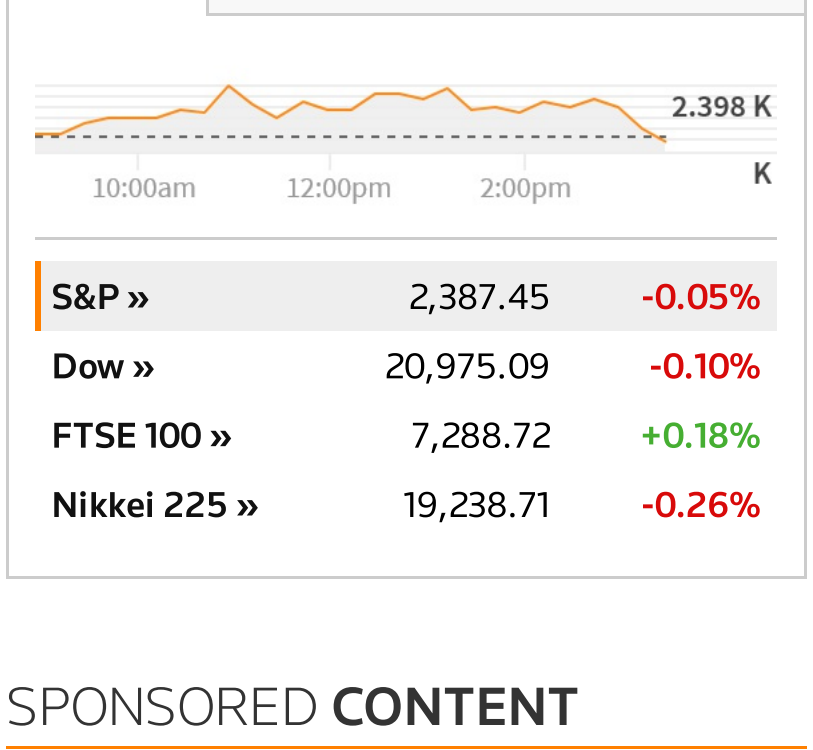 2.398 K
K
10:00am 12:00pm 2:00pm
S&P » 2,387.45 -0.05%
Dow » 20,975.09 -0.10%
FTSE 100 » 7,288.72 +0.18%
Nikkei 225 » 19,238.71 -0.26%
SPONSORED CONTENT